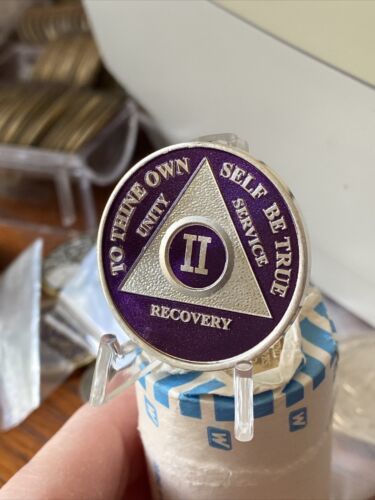 TO THINE OWN SELF BE TRUE
UNITY
SERVICE
II
RECOVERY
W
W
W
W